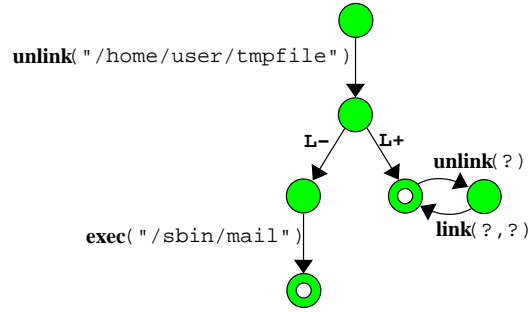 unlink("/home/user/tmpfile")
L-
L+
unlink(?)
exec("/sbin/mail")
link(?,?)